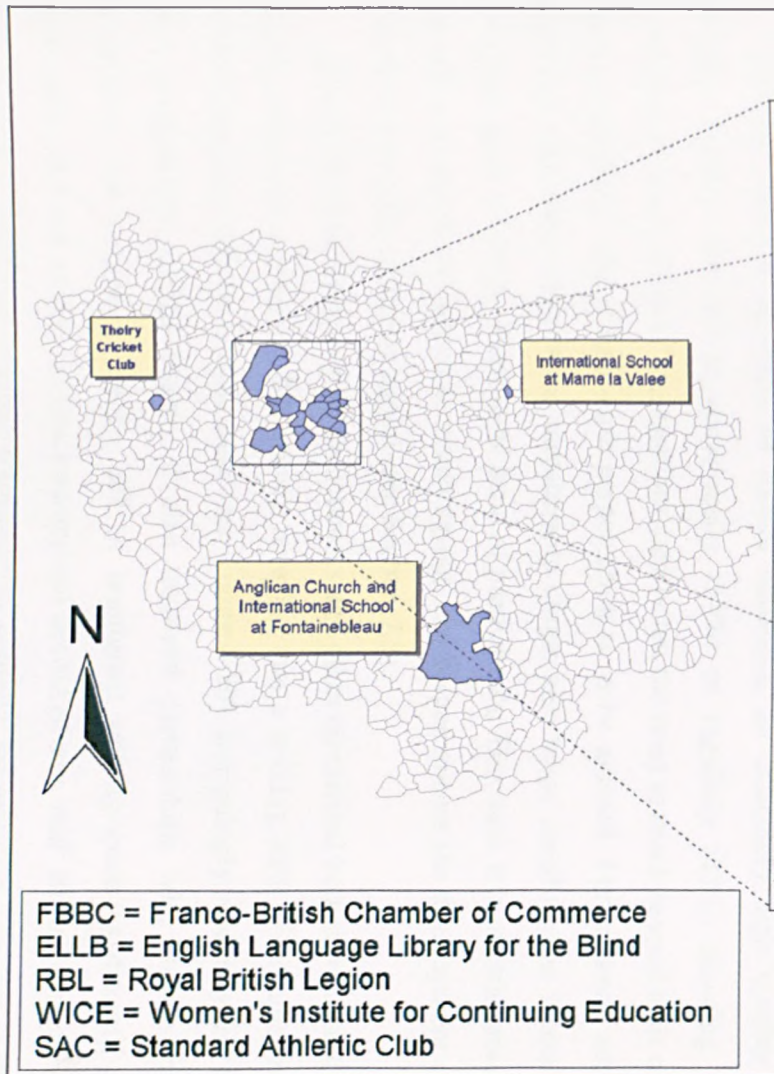 Thoiry
Cricket
Club
International School
at Marne la Valee
Anglican Church and
International School
at Fontainebleau
N
FBBC = Franco-British Chamber of Commerce
ELLB = English Language Library for the Blind
RBL = Royal British Legion
WICE = Women's Institute for Continuing Education
SAC = Standard Athlertic Club